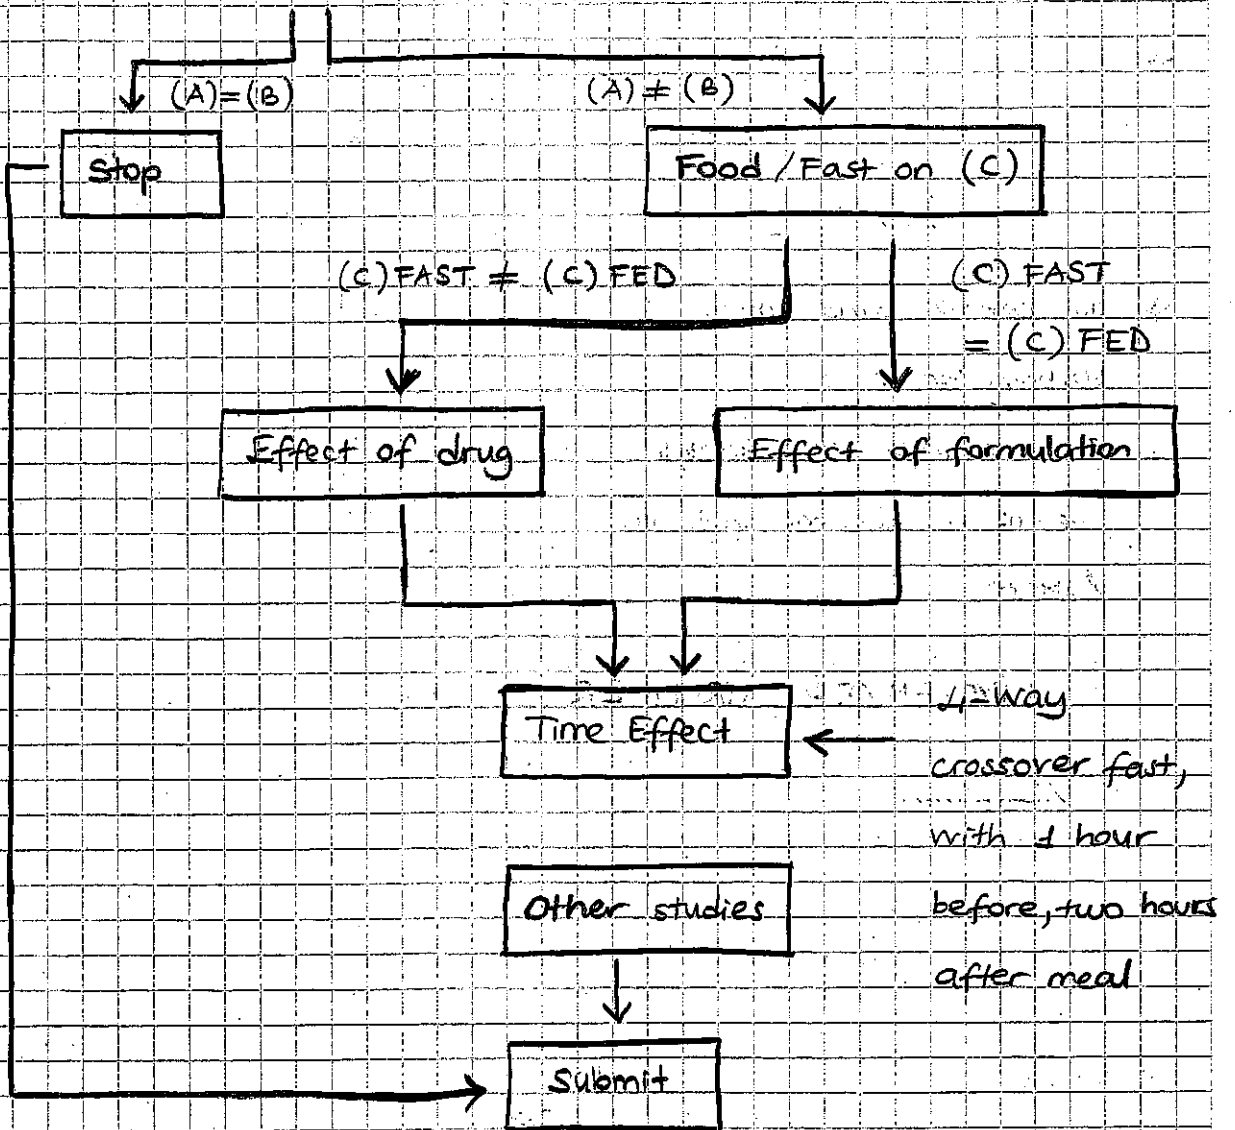 (A)=(B)
(A) ≠ (B)
Stop
Food / Fast on (C)
(C) FAST ≠ (C) FED
(C) FAST
= (C) FED
Effect of drug
Effect of formulation
Time Effect
4-Way
crossover fast,
with 1 hour
before, two hours
after meal
Other studies
Submit